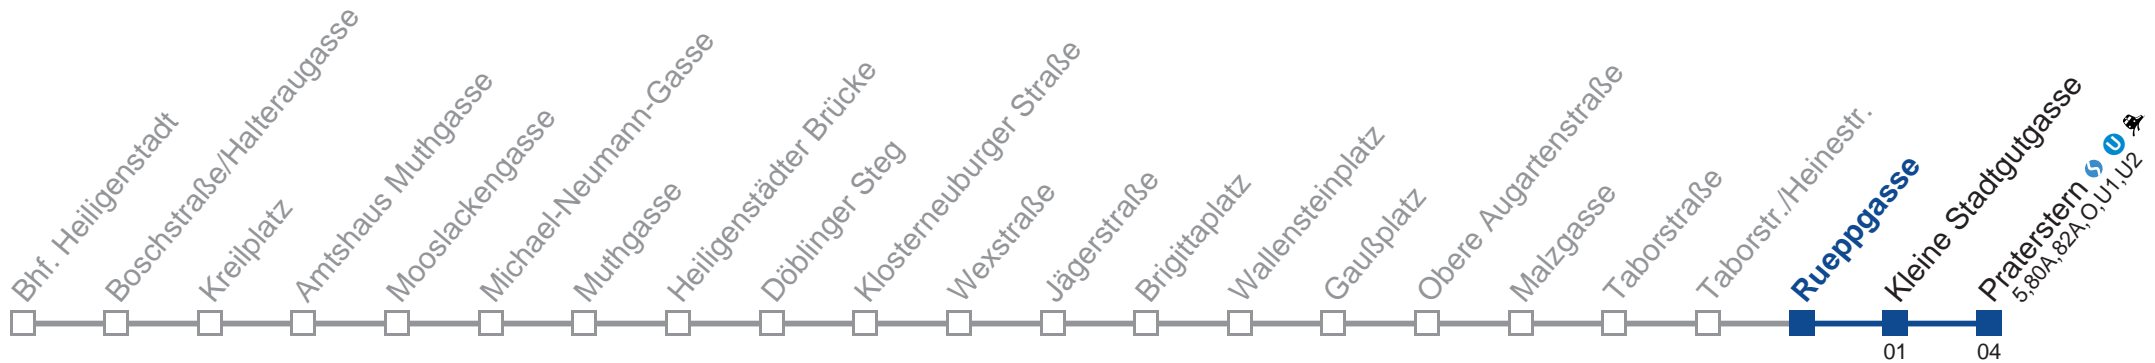 Bhf. Heiligenstadt
Boschstraße/Halteraugasse
Kreilplatz
Amtshaus Muthgasse
Mooslackengasse
Michael-Neumann-Gasse
Muthgasse
Heiligenstädter Brücke
Döblinger Steg
Klosterneuburger Straße
Wexstraße
Jägerstraße
Brigittaplatz
Wallensteinplatz
Gaußplatz
Obere Augartenstraße
Malzgasse
Taborstraße
Taborstr./Heinestr.
Rueppgasse
Kleine Stadtgutgasse
Praterstern U
5,80A,82A,O,U1,U2
01
04